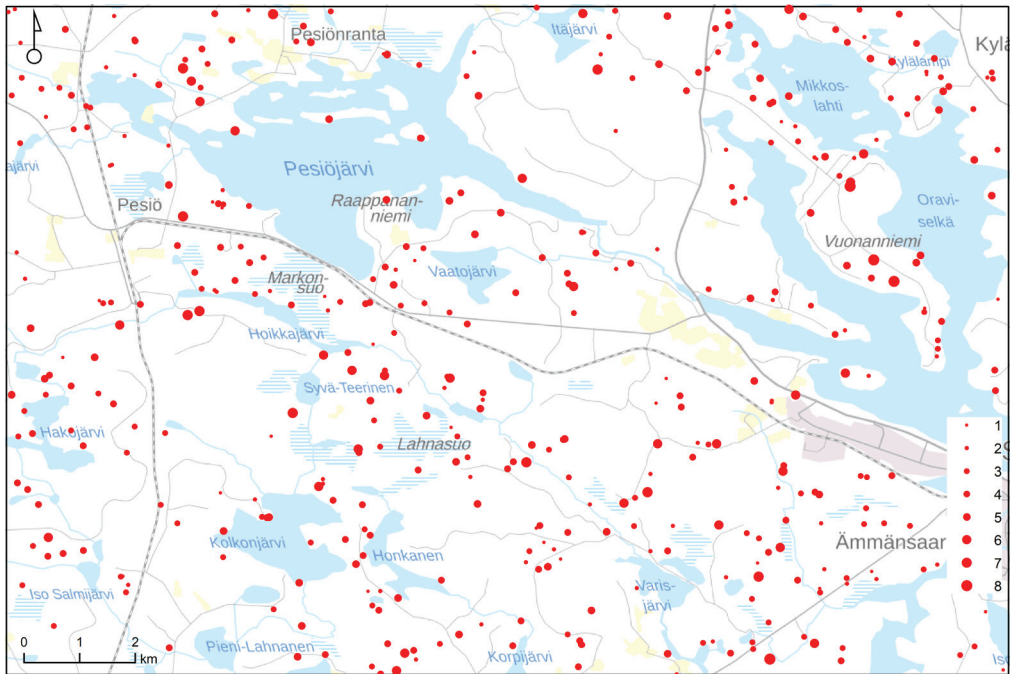 Pesiönranta
Itäjärvi
Kylä
Kylälampi
Mikkos-
lahti
ajärvi
Pesiöjärvi
Pesiö
Raappanan-
niemi
Oravi-
selkä
Vuonanniemi
Vaatojärvi
Markon-
suo
Hoikkajärvi
Syvä-Teerinen
Hakojärvi
Lahnasuo
S
1
2
3
4
5
6
7
8
Kolkonjärvi
Honkanen
Ämmänsaar
Iso Salmijärvi
Varis-
järvi
Pieni-Lahnanen
Korpijärvi
Iso
0 1 2
km